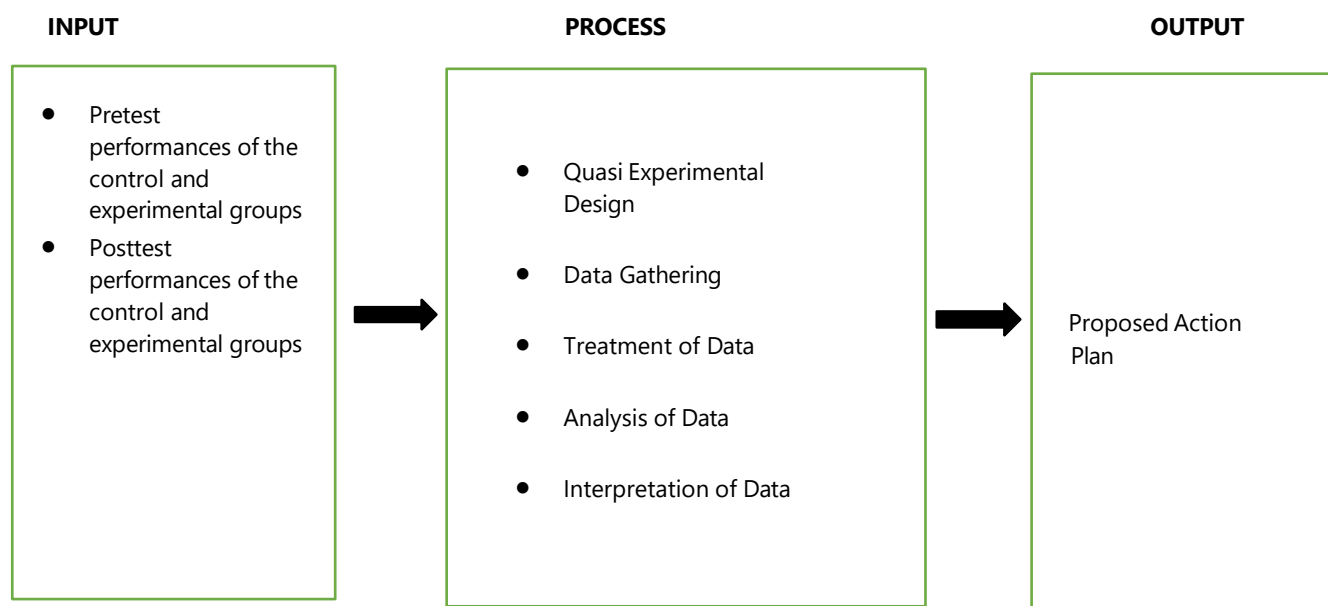 INPUT
PROCESS
OUTPUT
● Pretest
performances of the
control and
experimental groups
● Posttest
performances of the
control and
experimental groups
● Quasi Experimental
Design
● Data Gathering
● Treatment of Data
● Analysis of Data
● Interpretation of Data
Proposed Action
Plan